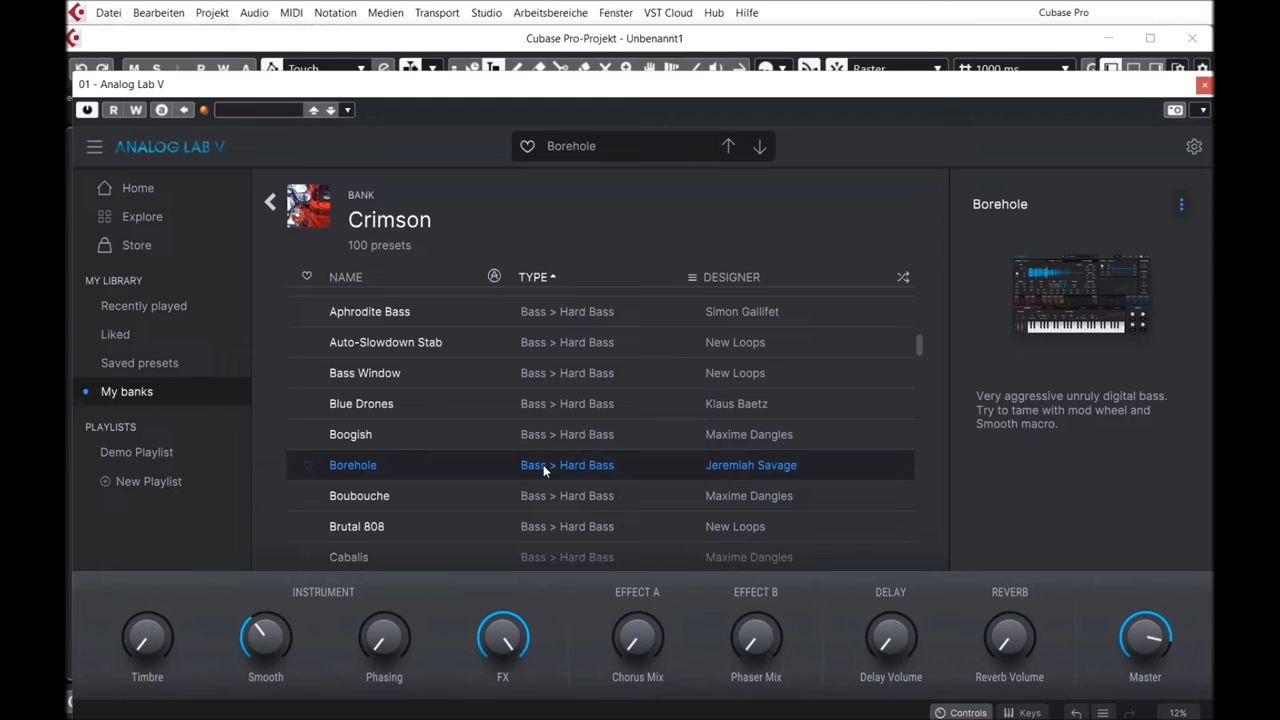 Datei Bearbeiten Projekt Audio MIDI Notation Medien Transport Studio Arbeitsbereiche Fenster VST Cloud Hub Hilfe Cubase Pro
Cubase Pro-Projekt - Unbenannt1
M S R W A Touch Raster 1000 ms
01 - Analog Lab V
R W
ANALOG LAB V Borehole
Home
Explore
Store
MY LIBRARY
Recently played
Liked
Saved presets
My banks
PLAYLISTS
Demo Playlist
New Playlist
BANK
Crimson
100 presets
NAME TYPE DESIGNER
Aphrodite Bass Bass > Hard Bass Simon Gallifet
Auto-Slowdown Stab Bass > Hard Bass New Loops
Bass Window Bass > Hard Bass New Loops
Blue Drones Bass > Hard Bass Klaus Baetz
Boogish Bass > Hard Bass Maxime Dangles
Borehole Bass > Hard Bass Jeremiah Savage
Boubouche Bass > Hard Bass Maxime Dangles
Brutal 808 Bass > Hard Bass New Loops
Cabalis Bass > Hard Bass Maxime Dangles
Borehole
Very aggressive unruly digital bass.
Try to tame with mod wheel and
Smooth macro.
INSTRUMENT EFFECT A EFFECT B DELAY REVERB
Timbre Smooth Phasing FX Chorus Mix Phaser Mix Delay Volume Reverb Volume Master
Controls Keys 12%